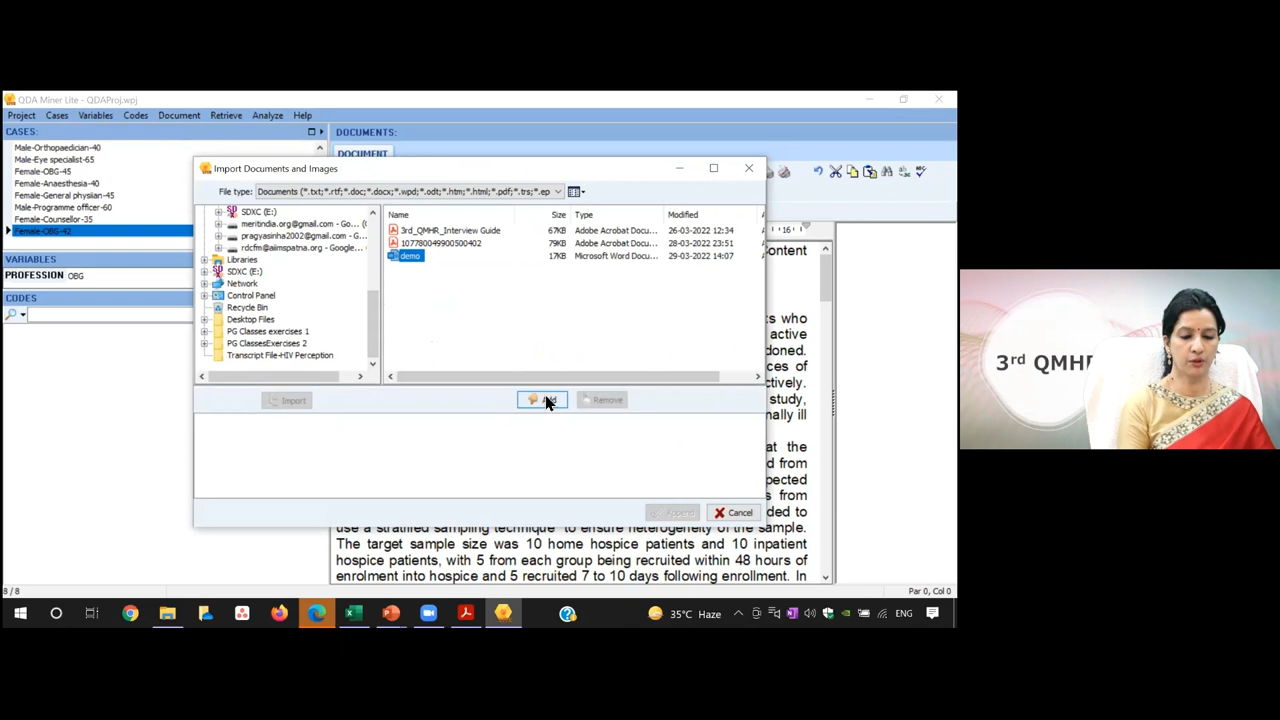 QDA Miner Lite - QDAProj.wpj
Project Cases Variables Codes Document Retrieve Analyze Help
CASES:
Male-Orthopaedician-40
Male-Eye specialist-65
Female-OBG-45
Female-Anaesthesia-40
Female-General physiian-45
Male-Programme officer-60
Female-Counsellor-35
Female-OBG-42
VARIABLES
PROFESSION OBG
CODES
DOCUMENTS:
DOCUMENT
Import Documents and Images
File type: Documents (*.txt;*.rtf;*.doc;*.docx;*.wpd;*.odt;*.htm;*.html;*.pdf;*.trs;*.ep
SDXC (E:)
meritindia.org@gmail.com - Go... (
pragyasinha2002@gmail.com - Goo
rdcfm@aiimspatna.org - Google...
Libraries
SDXC (E:)
Network
Control Panel
Recycle Bin
Desktop Files
PG Classes exercises 1
PG ClassesExercises 2
Transcript File-HIV Perception
Name Size Type Modified
3rd_QMHR_Interview Guide 67KB Adobe Acrobat Docu... 26-03-2022 12:34
107780049900500402 79KB Adobe Acrobat Docu... 28-03-2022 23:51
demo 17KB Microsoft Word Docu... 29-03-2022 14:07
Import Add Remove
Append Cancel
16
Content
ts who
active
doned.
ces of
ctively.
study,
nally ill
at the
d from
pected
s from
ded to
use a stratified sampling technique to ensure heterogeneity of the sample.
The target sample size was 10 home hospice patients and 10 inpatient
hospice patients, with 5 from each group being recruited within 48 hours of
enrolment into hospice and 5 recruited 7 to 10 days following enrollment. In
8 / 8
Par 0, Col 0
35°C Haze
ENG
3rd QMHR